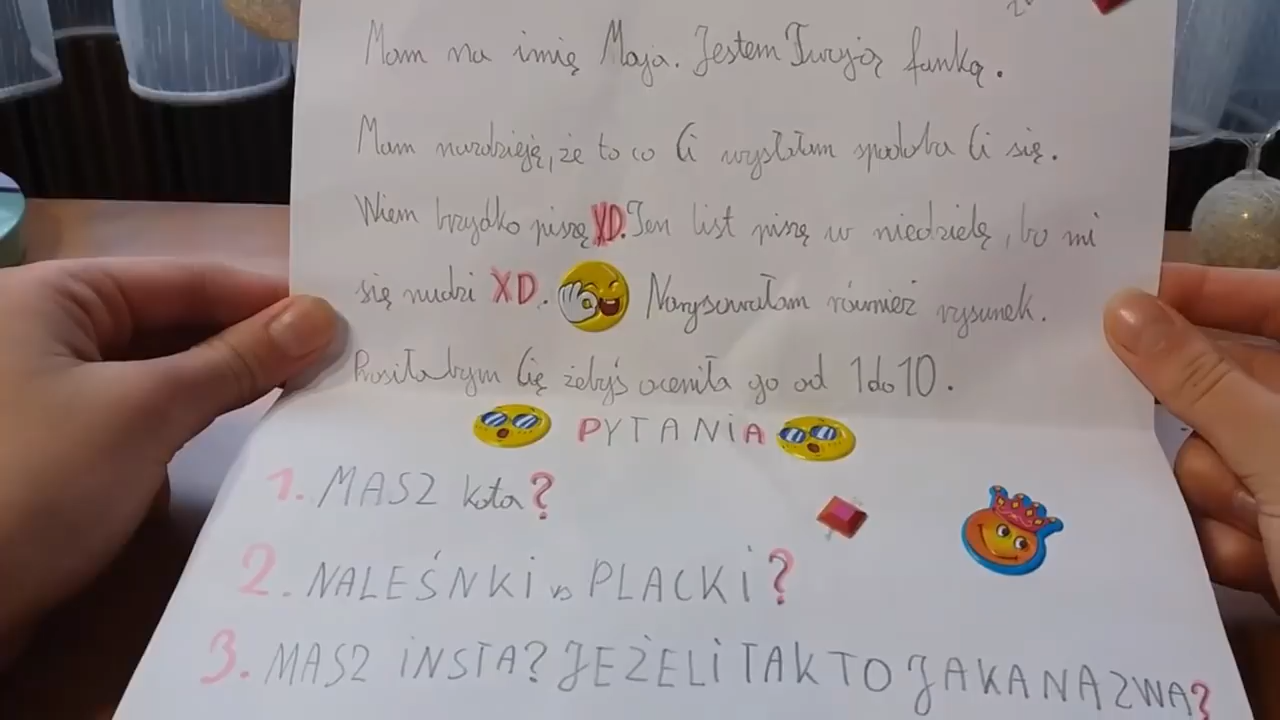 Mam na imię Maja. Jestem Twoją fanką.
Mam nardzieję, że to co Ci wysłałam spodoba Ci się.
Wiem brzydko piszę XD. Ten list piszę w niedzielę, bo mi
się nudzi XD. Narysowałam również rysunek.
Prosiłabym Cię żebyś oceniła go od 1 do 10.
PYTANIA
1. MASZ kota?
2. NALEŚNKI vs PLACKI?
3. MASZ INSTA? JEŻELI TAK TO JAKA NAZWA?